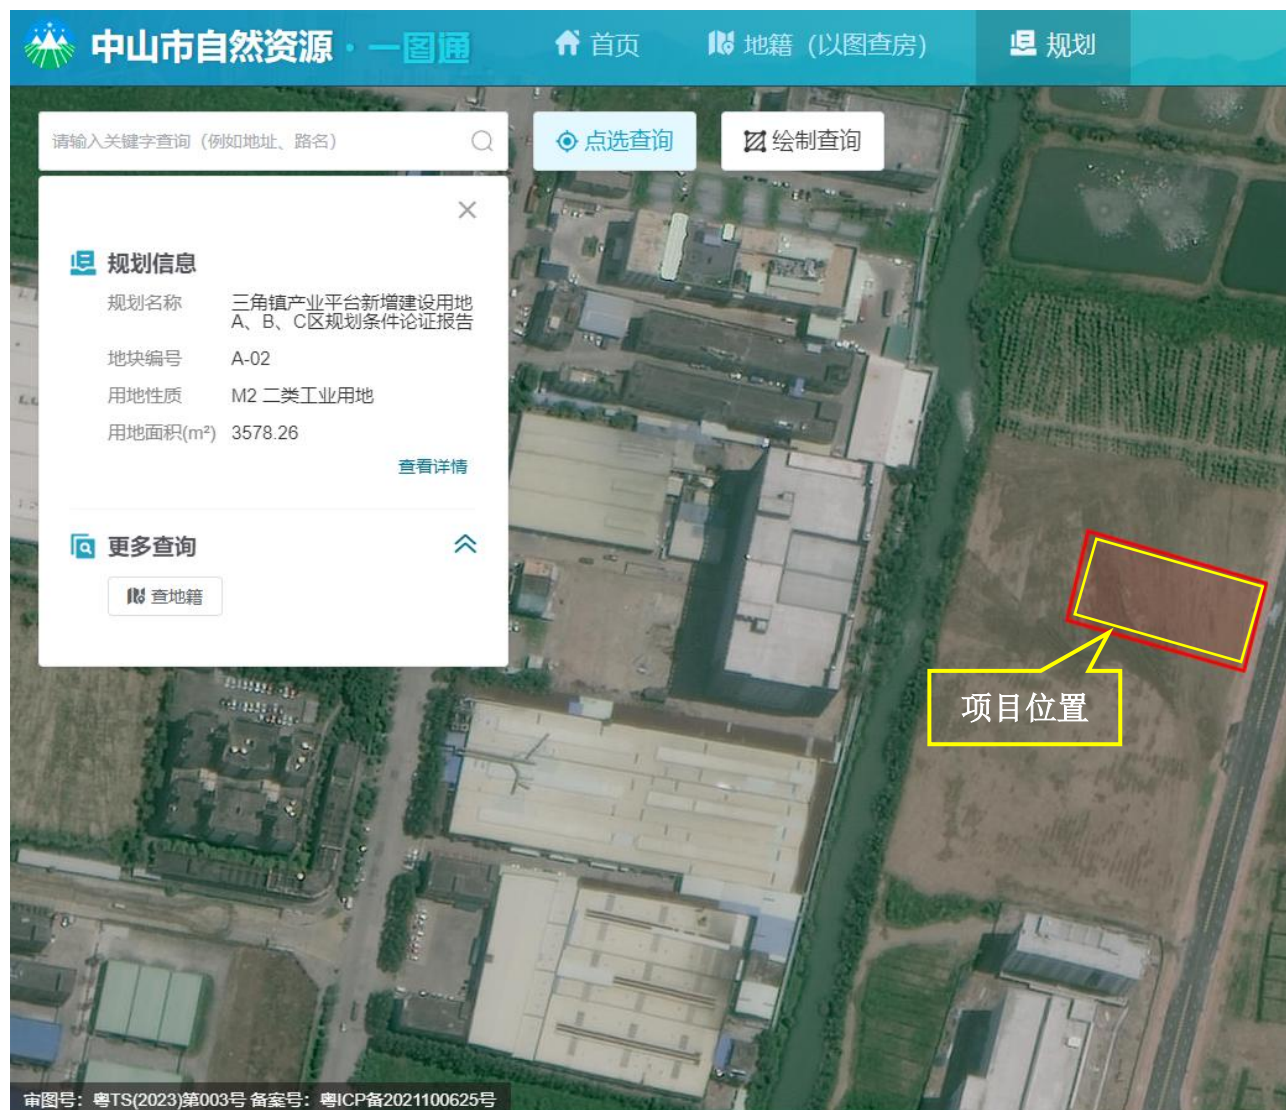 中山市自然资源·一图通
首页
地籍（以图查房）
规划
请输入关键字查询（例如地址、路名）
点选查询
绘制查询
规划信息
规划名称 三角镇产业平台新增建设用地
A、B、C区规划条件论证报告
地块编号 A-02
用地性质 M2 二类工业用地
用地面积(m²) 3578.26
查看详情
更多查询
查地籍
项目位置
审图号：粤TS(2023)第003号 备案号：粤ICP备2021100625号